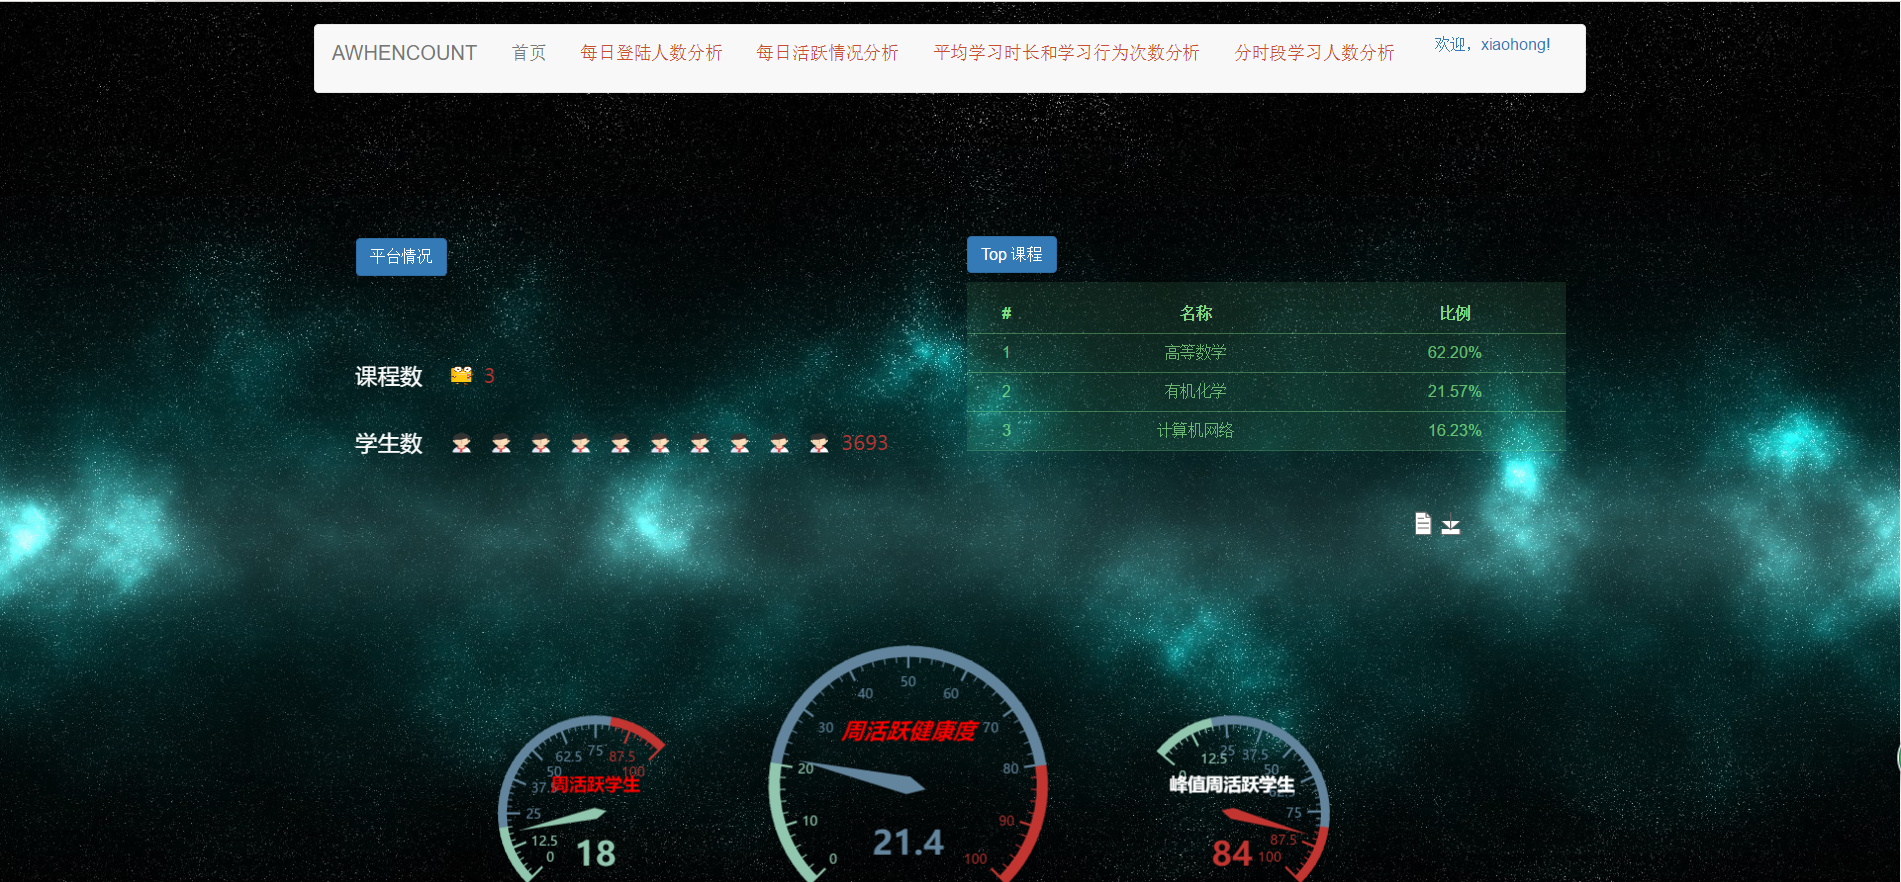 AWHENCOUNT 首页 每日登陆人数分析 每日活跃情况分析 平均学习时长和学习行为次数分析 分时段学习人数分析 欢迎，xiaohong!
平台情况
课程数 3
学生数 3693
Top 课程
# 名称 比例
1 高等数学 62.20%
2 有机化学 21.57%
3 计算机网络 16.23%
周活跃学生
0
12.5
25
37.5
50
62.5
75
87.5
100
18
周活跃健康度
0
10
20
30
40
50
60
70
80
90
100
21.4
峰值周活跃学生
12.5
25
37.5
50
62.5
75
87.5
100
84